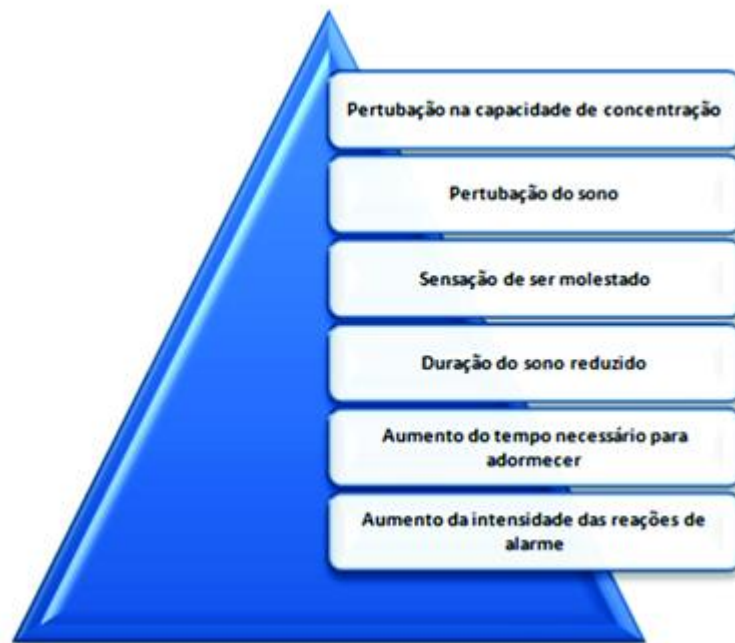 Pertubação na capacidade de concentração
Pertubação do sono
Sensação de ser molestado
Duração do sono reduzido
Aumento do tempo necessário para
adormecer
Aumento da intensidade das reações de
alarme